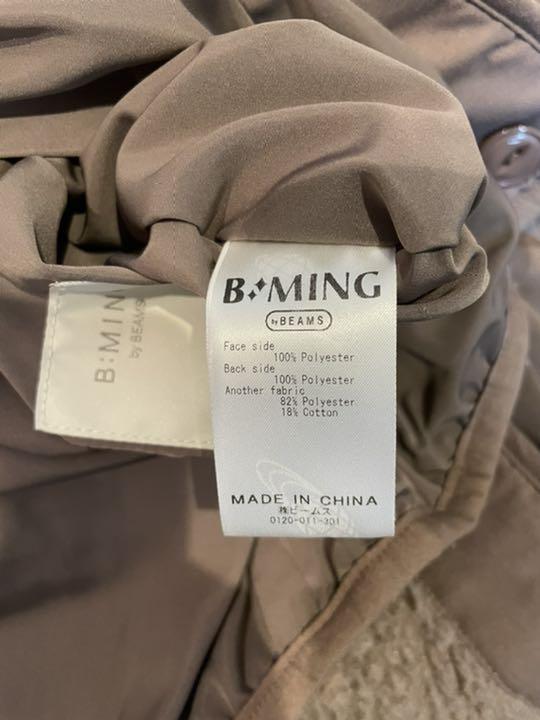 B:MING
by BEAMS
Face side
100% Polyester
Back side
100% Polyester
Another fabric
82% Polyester
18% Cotton
MADE IN CHINA
㈱ビームス
0120-011-301
B:MIN
by BEAMS